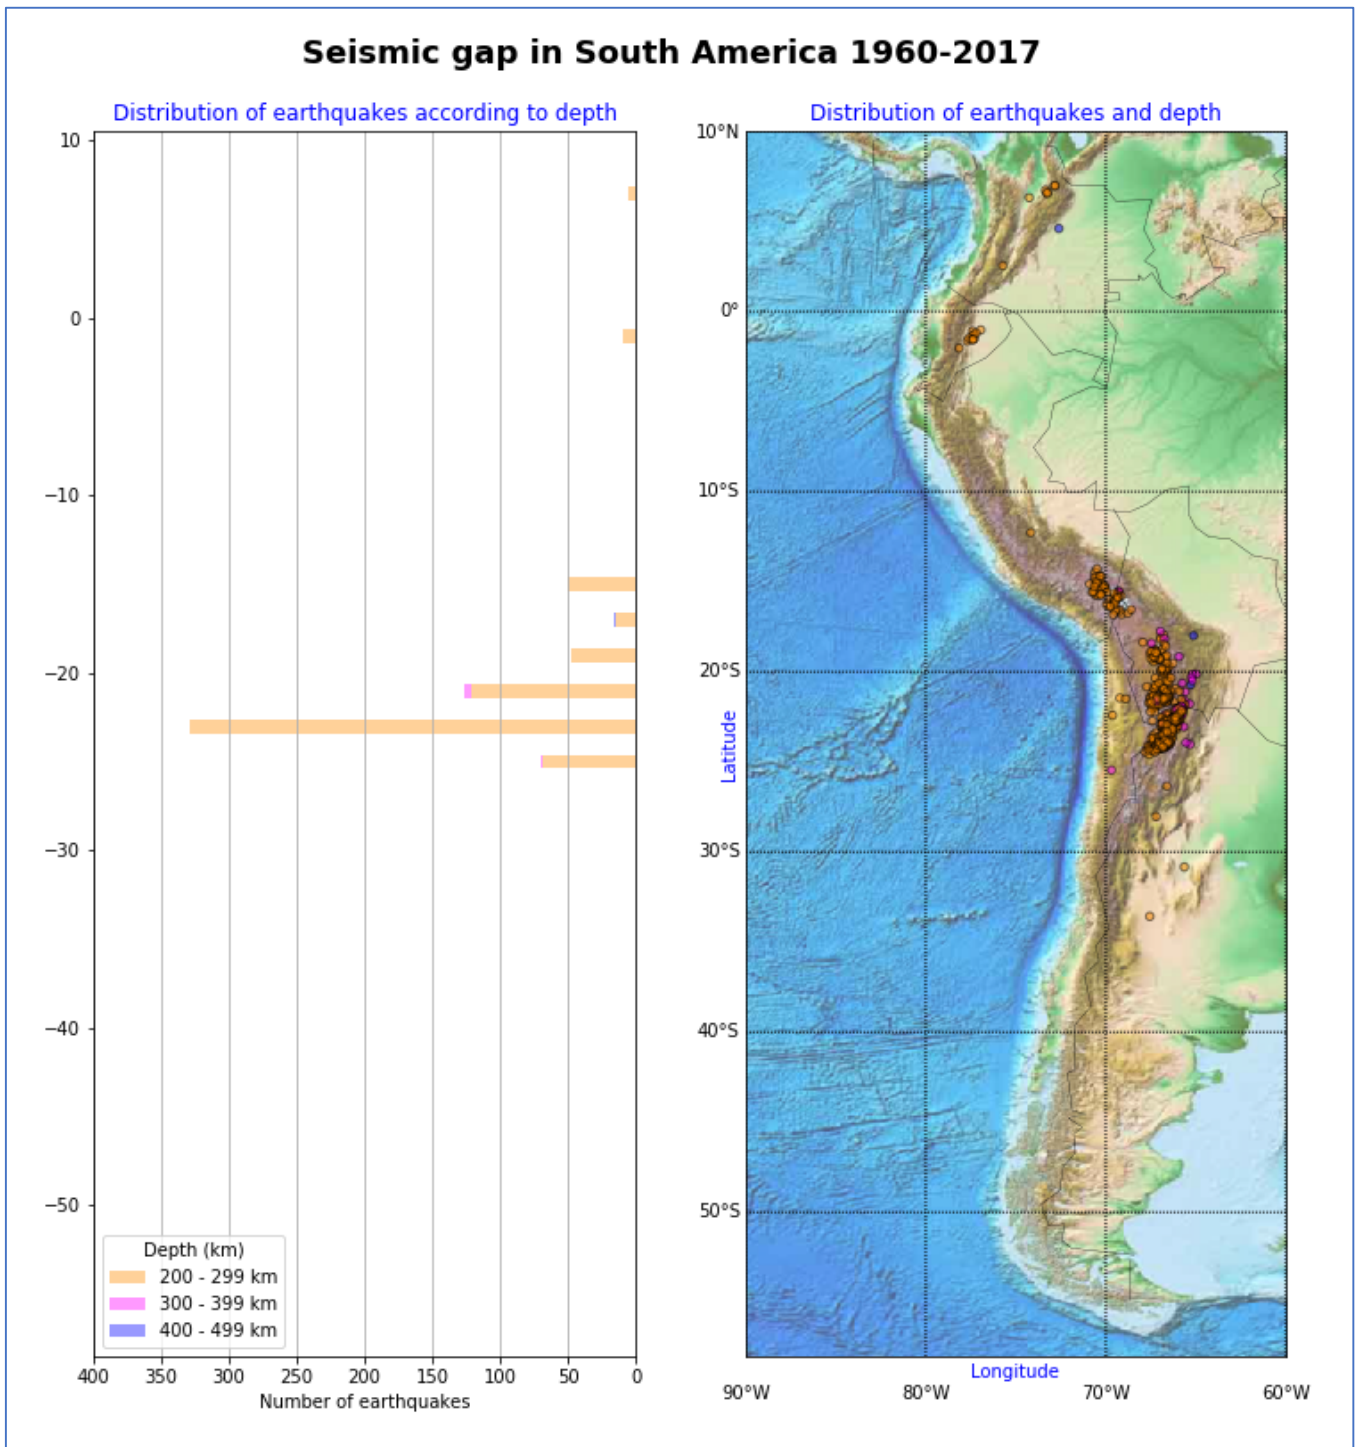 Seismic gap in South America 1960-2017
Distribution of earthquakes according to depth
10
0
−10
−20
−30
−40
−50
Depth (km)
200 - 299 km
300 - 399 km
400 - 499 km
400 350 300 250 200 150 100 50 0
Number of earthquakes
Distribution of earthquakes and depth
10°N
0°
10°S
20°S
Latitude
30°S
40°S
50°S
Longitude
90°W 80°W 70°W 60°W